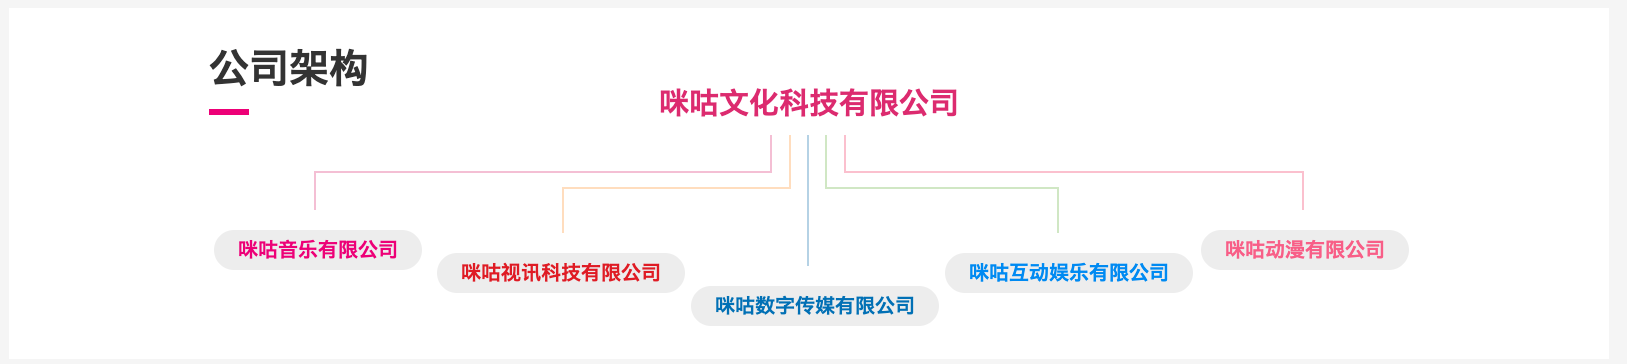 公司架构
咪咕文化科技有限公司
咪咕音乐有限公司
咪咕视讯科技有限公司
咪咕数字传媒有限公司
咪咕互动娱乐有限公司
咪咕动漫有限公司